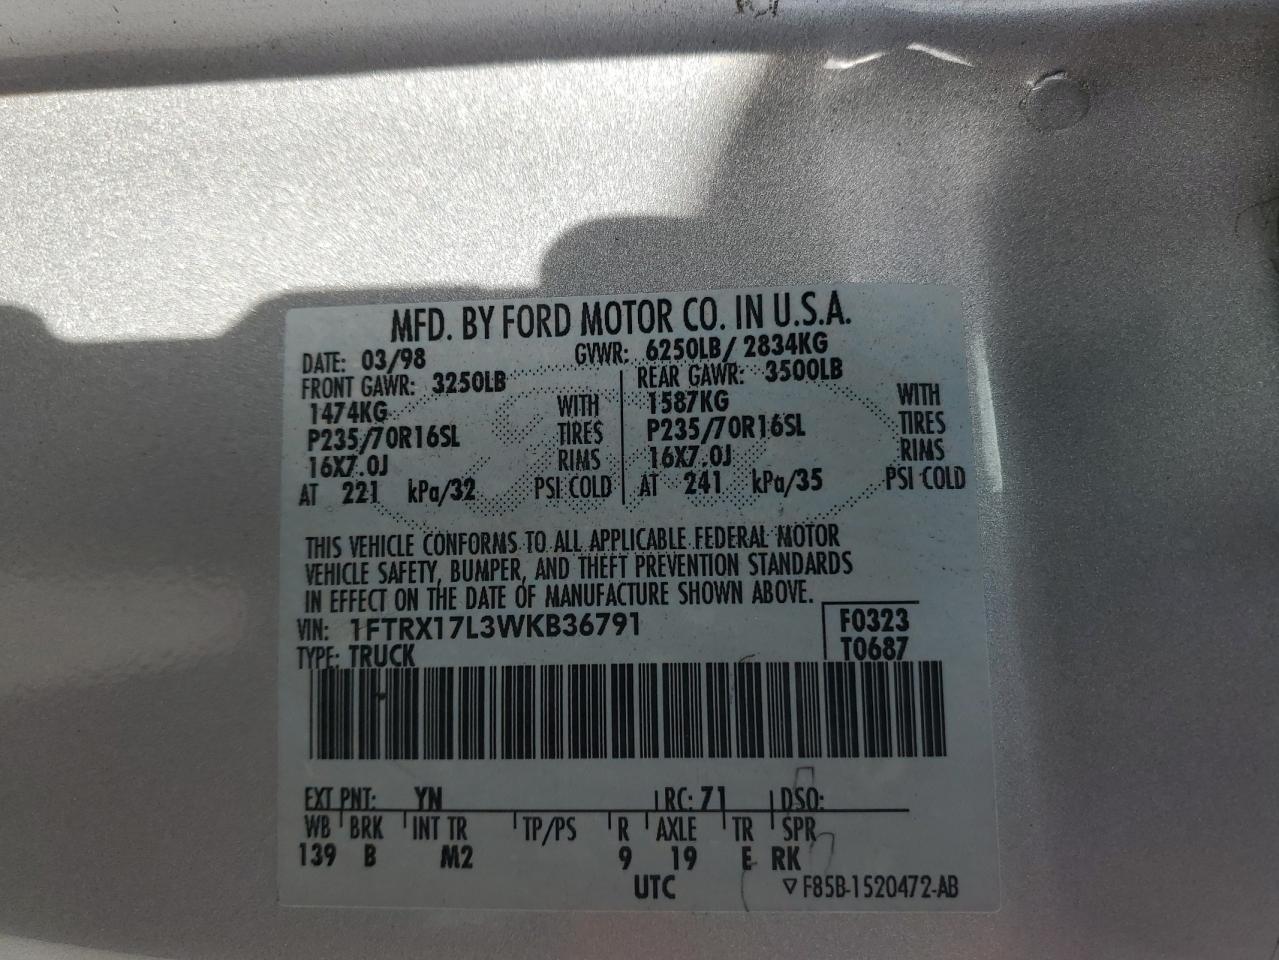 MFD. BY FORD MOTOR CO. IN U.S.A.
DATE: 03/98 GVWR: 6250LB/ 2834KG
FRONT GAWR: 3250LB REAR GAWR: 3500LB
1474KG WITH 1587KG WITH
P235/70R16SL TIRES P235/70R16SL TIRES
16X7.0J RIMS 16X7.0J RIMS
AT 221 kPa/32 PSI COLD AT 241 kPa/35 PSI COLD
THIS VEHICLE CONFORMS TO ALL APPLICABLE FEDERAL MOTOR
VEHICLE SAFETY, BUMPER, AND THEFT PREVENTION STANDARDS
IN EFFECT ON THE DATE OF MANUFACTURE SHOWN ABOVE.
VIN: 1FTRX17L3WKB36791 F0323
TYPE: TRUCK T0687
EXT PNT: YN RC: 71 DSO:
WB BRK INT TR TP/PS R AXLE TR SPR
139 B M2 9 19 E RK
UTC ▽ F85B-1520472-AB